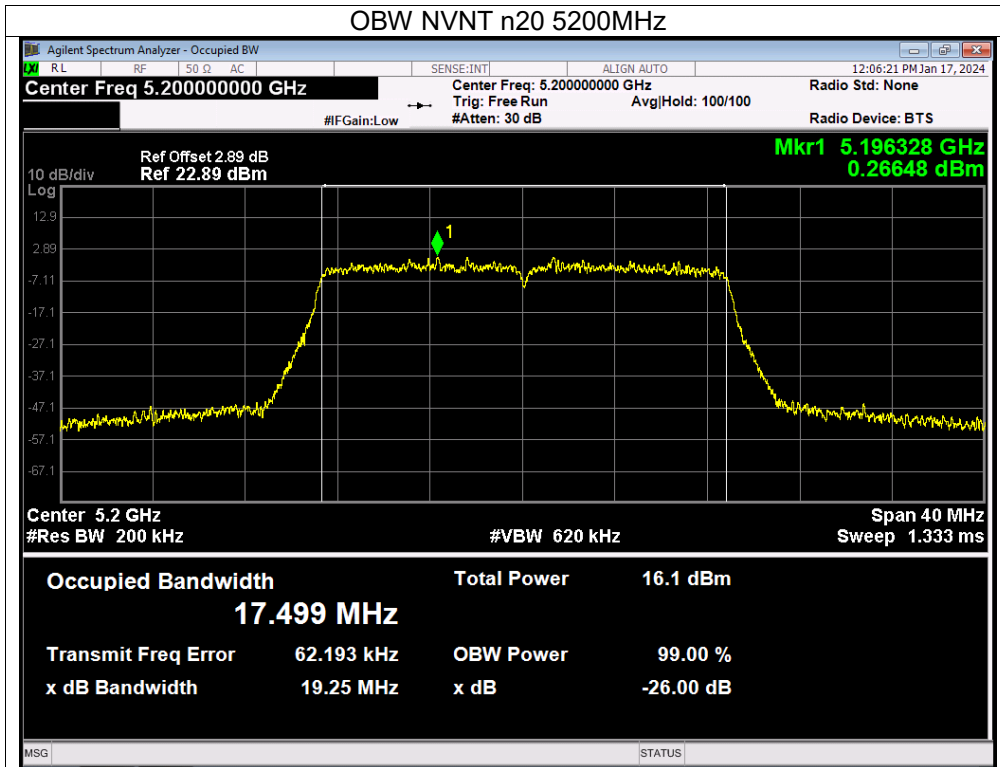 OBW NVNT n20 5200MHz
Agilent Spectrum Analyzer - Occupied BW
LXI RL RF 50 Ω AC SENSE:INT ALIGN AUTO 12:06:21 PM Jan 17, 2024
Center Freq 5.200000000 GHz Center Freq: 5.200000000 GHz Radio Std: None
Trig: Free Run Avg|Hold: 100/100
#IFGain:Low #Atten: 30 dB Radio Device: BTS
Mkr1 5.196328 GHz
0.26648 dBm
Ref Offset 2.89 dB
10 dB/div Ref 22.89 dBm
Log
12.9
1
2.89
-7.11
-17.1
-27.1
-37.1
-47.1
-57.1
-67.1
Center 5.2 GHz Span 40 MHz
#Res BW 200 kHz #VBW 620 kHz Sweep 1.333 ms
Occupied Bandwidth Total Power 16.1 dBm
17.499 MHz
Transmit Freq Error 62.193 kHz OBW Power 99.00 %
x dB Bandwidth 19.25 MHz x dB -26.00 dB
MSG STATUS